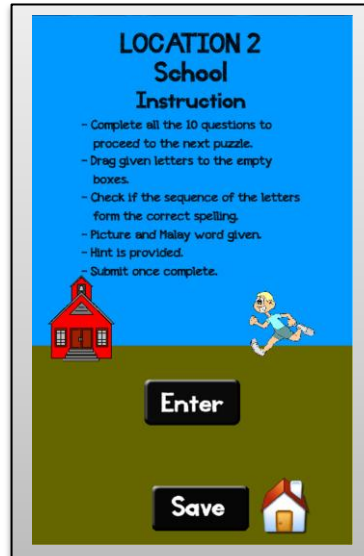 LOCATION 2
School
Instruction
- Complete all the 10 questions to
proceed to the next puzzle.
- Drag given letters to the empty
boxes.
- Check if the sequence of the letters
form the correct spelling.
- Picture and Malay word given.
- Hint is provided.
- Submit once complete.
Enter
Save